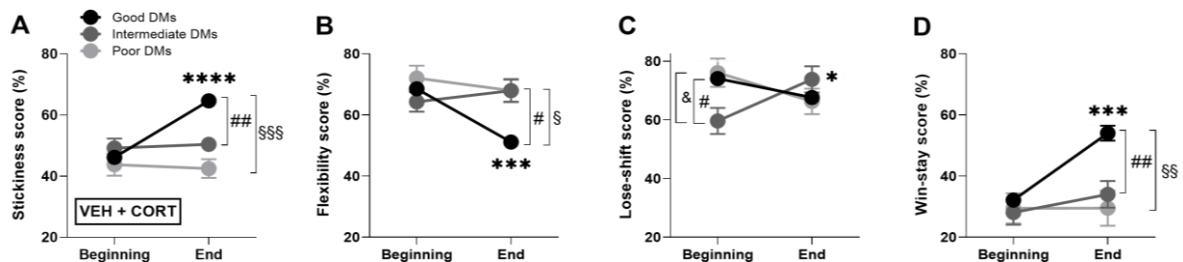 A
Good DMs
Intermediate DMs
Poor DMs
Stickiness score (%)
80
60
40
20
****
##
§§§
VEH + CORT
Beginning
End
B
Flexibility score (%)
80
60
40
20
#
§
***
Beginning
End
C
Lose-shift score (%)
80
60
40
20
&
#
*
Beginning
End
D
Win-stay score (%)
80
60
40
20
***
##
§§
Beginning
End